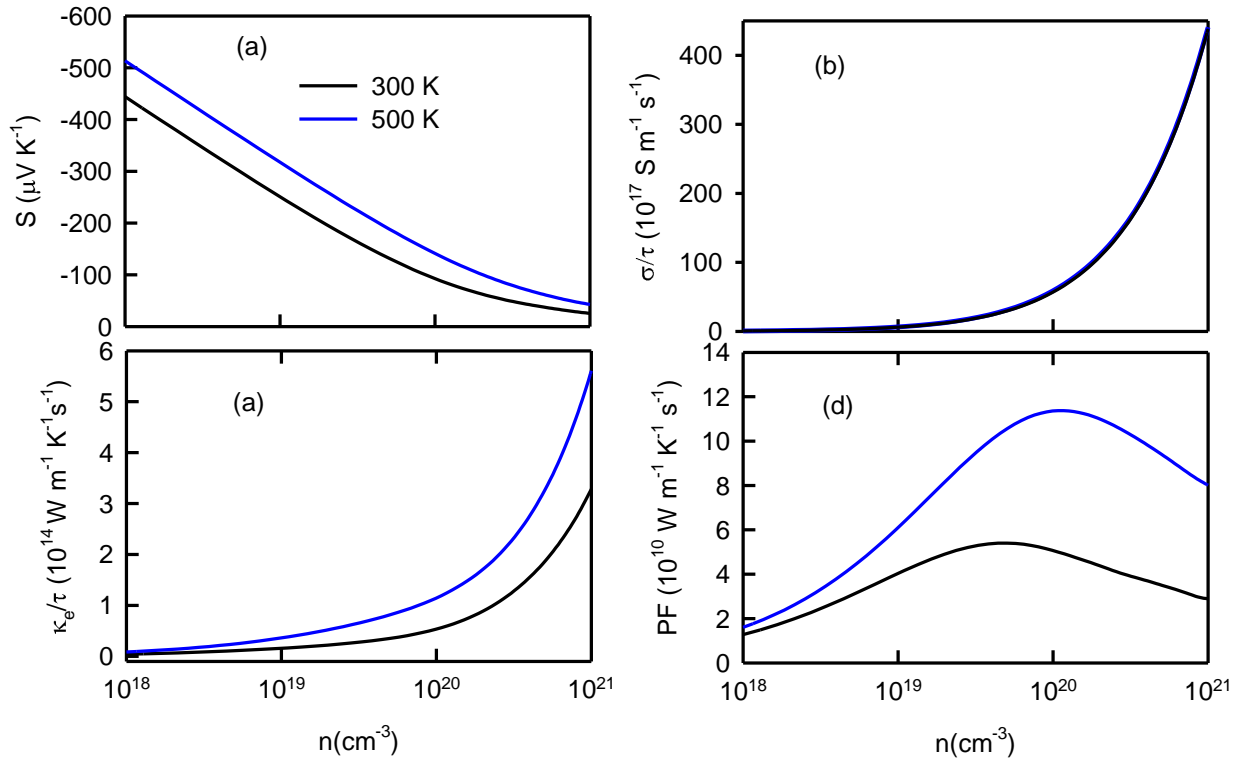 (a)
300 K
500 K
S (μV K⁻¹)
-600
-500
-400
-300
-200
-100
0
(b)
σ/τ (10¹⁷ S m⁻¹ s⁻¹)
400
300
200
100
0
(a)
κₑ/τ (10¹⁴ W m⁻¹ K⁻¹s⁻¹)
6
5
4
3
2
1
0
10¹⁸ 10¹⁹ 10²⁰ 10²¹
n(cm⁻³)
(d)
PF (10¹⁰ W m⁻¹ K⁻¹ s⁻¹)
14
12
10
8
6
4
2
0
10¹⁸ 10¹⁹ 10²⁰ 10²¹
n(cm⁻³)